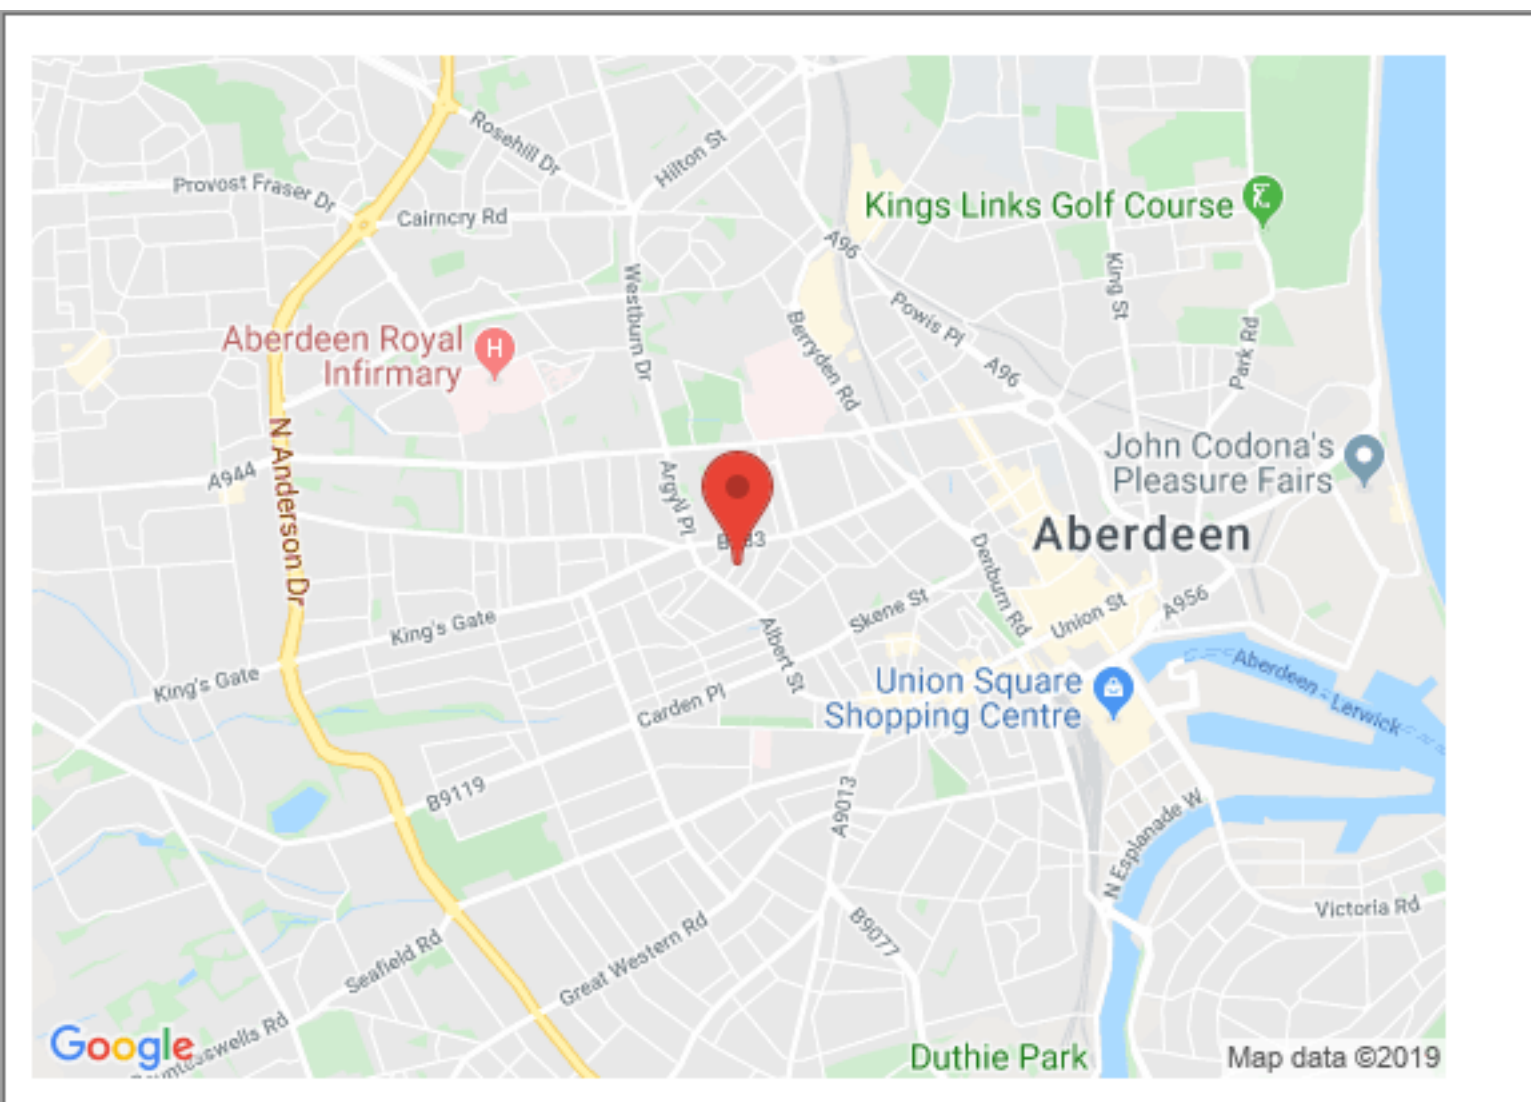 Rosehill Dr
Hilton St
Provost Fraser Dr
Cairncry Rd
Kings Links Golf Course
A96
King St
Westburn Dr
Powis Pl
Berryden Rd
Park Rd
Aberdeen Royal
Infirmary
H
A96
N Anderson Dr
John Codona's
Pleasure Fairs
A944
Argyll Pl
Aberdeen
Denburn Rd
Skene St
Union St
A956
King's Gate
Albert St
King's Gate
Aberdeen - Lerwick
Union Square
Shopping Centre
Carden Pl
B9119
A9013
N Esplanade W
Victoria Rd
B9077
Great Western Rd
Seafield Rd
Google
Duthie Park
Map data ©2019